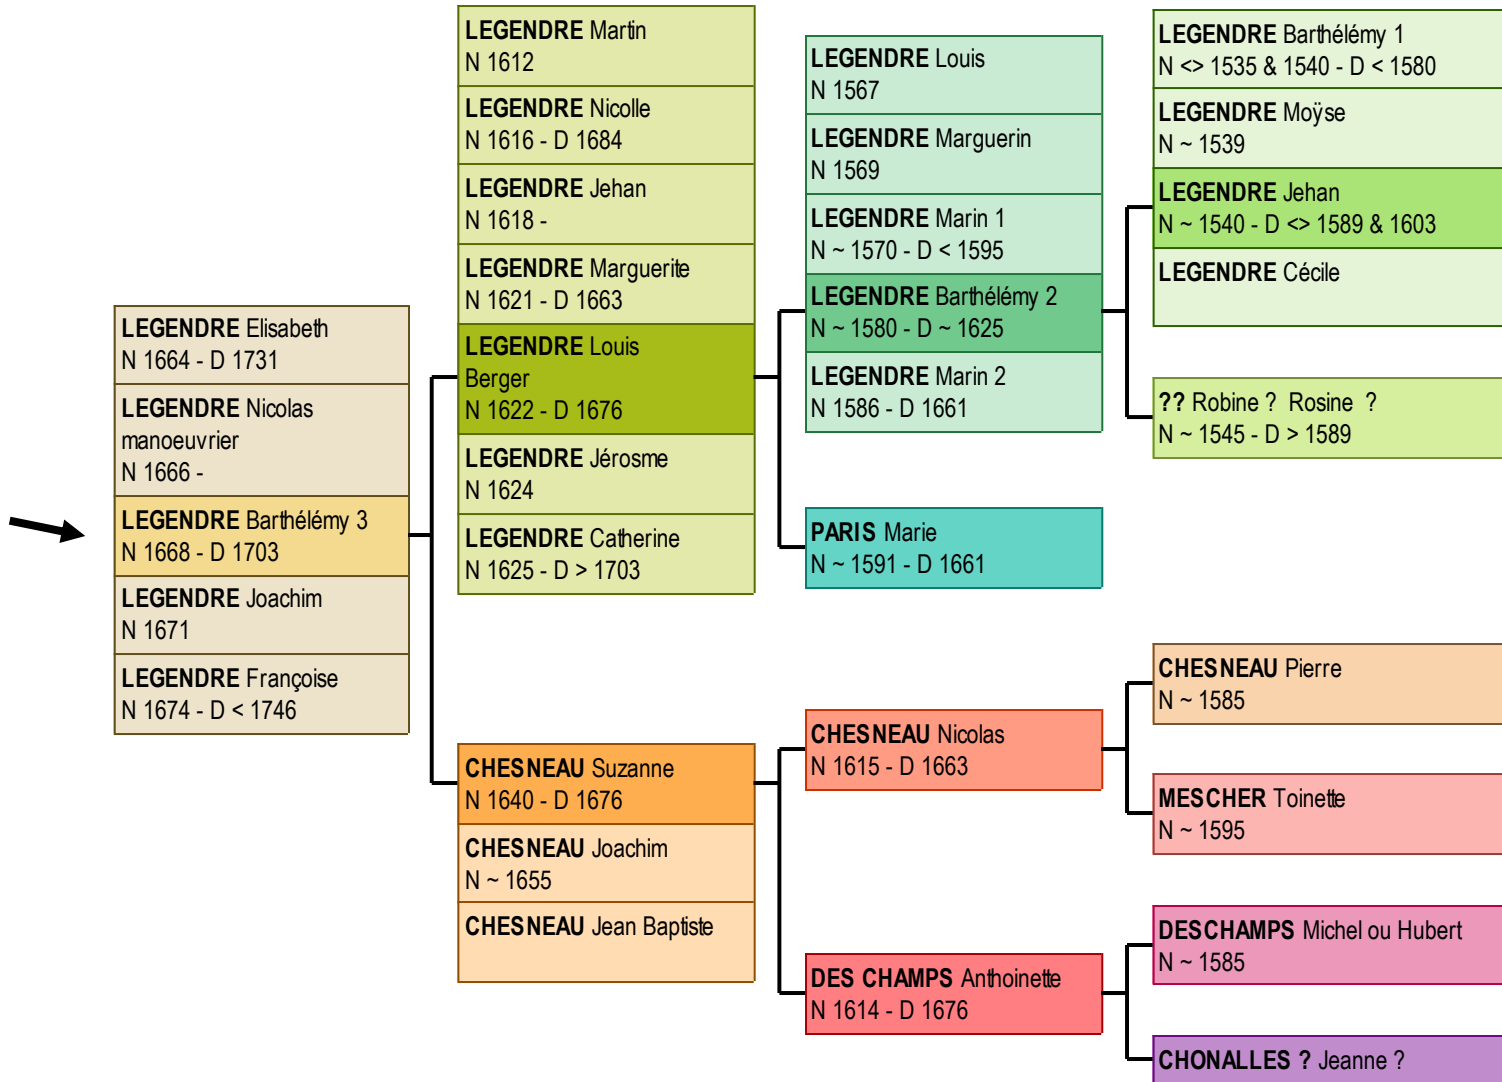 LEGENDRE Elisabeth
N 1664 - D 1731
LEGENDRE Nicolas
manoeuvrier
N 1666 -
LEGENDRE Barthélémy 3
N 1668 - D 1703
LEGENDRE Joachim
N 1671
LEGENDRE Françoise
N 1674 - D < 1746
LEGENDRE Martin
N 1612
LEGENDRE Nicolle
N 1616 - D 1684
LEGENDRE Jehan
N 1618 -
LEGENDRE Marguerite
N 1621 - D 1663
LEGENDRE Louis
Berger
N 1622 - D 1676
LEGENDRE Jérosme
N 1624
LEGENDRE Catherine
N 1625 - D > 1703
CHESNEAU Suzanne
N 1640 - D 1676
CHESNEAU Joachim
N ~ 1655
CHESNEAU Jean Baptiste
LEGENDRE Louis
N 1567
LEGENDRE Marguerin
N 1569
LEGENDRE Marin 1
N ~ 1570 - D < 1595
LEGENDRE Barthélémy 2
N ~ 1580 - D ~ 1625
LEGENDRE Marin 2
N 1586 - D 1661
PARIS Marie
N ~ 1591 - D 1661
CHESNEAU Nicolas
N 1615 - D 1663
DES CHAMPS Anthoinette
N 1614 - D 1676
LEGENDRE Barthélémy 1
N <> 1535 & 1540 - D < 1580
LEGENDRE Moÿse
N ~ 1539
LEGENDRE Jehan
N ~ 1540 - D <> 1589 & 1603
LEGENDRE Cécile
?? Robine ? Rosine ?
N ~ 1545 - D > 1589
CHESNEAU Pierre
N ~ 1585
MESCHER Toinette
N ~ 1595
DESCHAMPS Michel ou Hubert
N ~ 1585
CHONALLES ? Jeanne ?